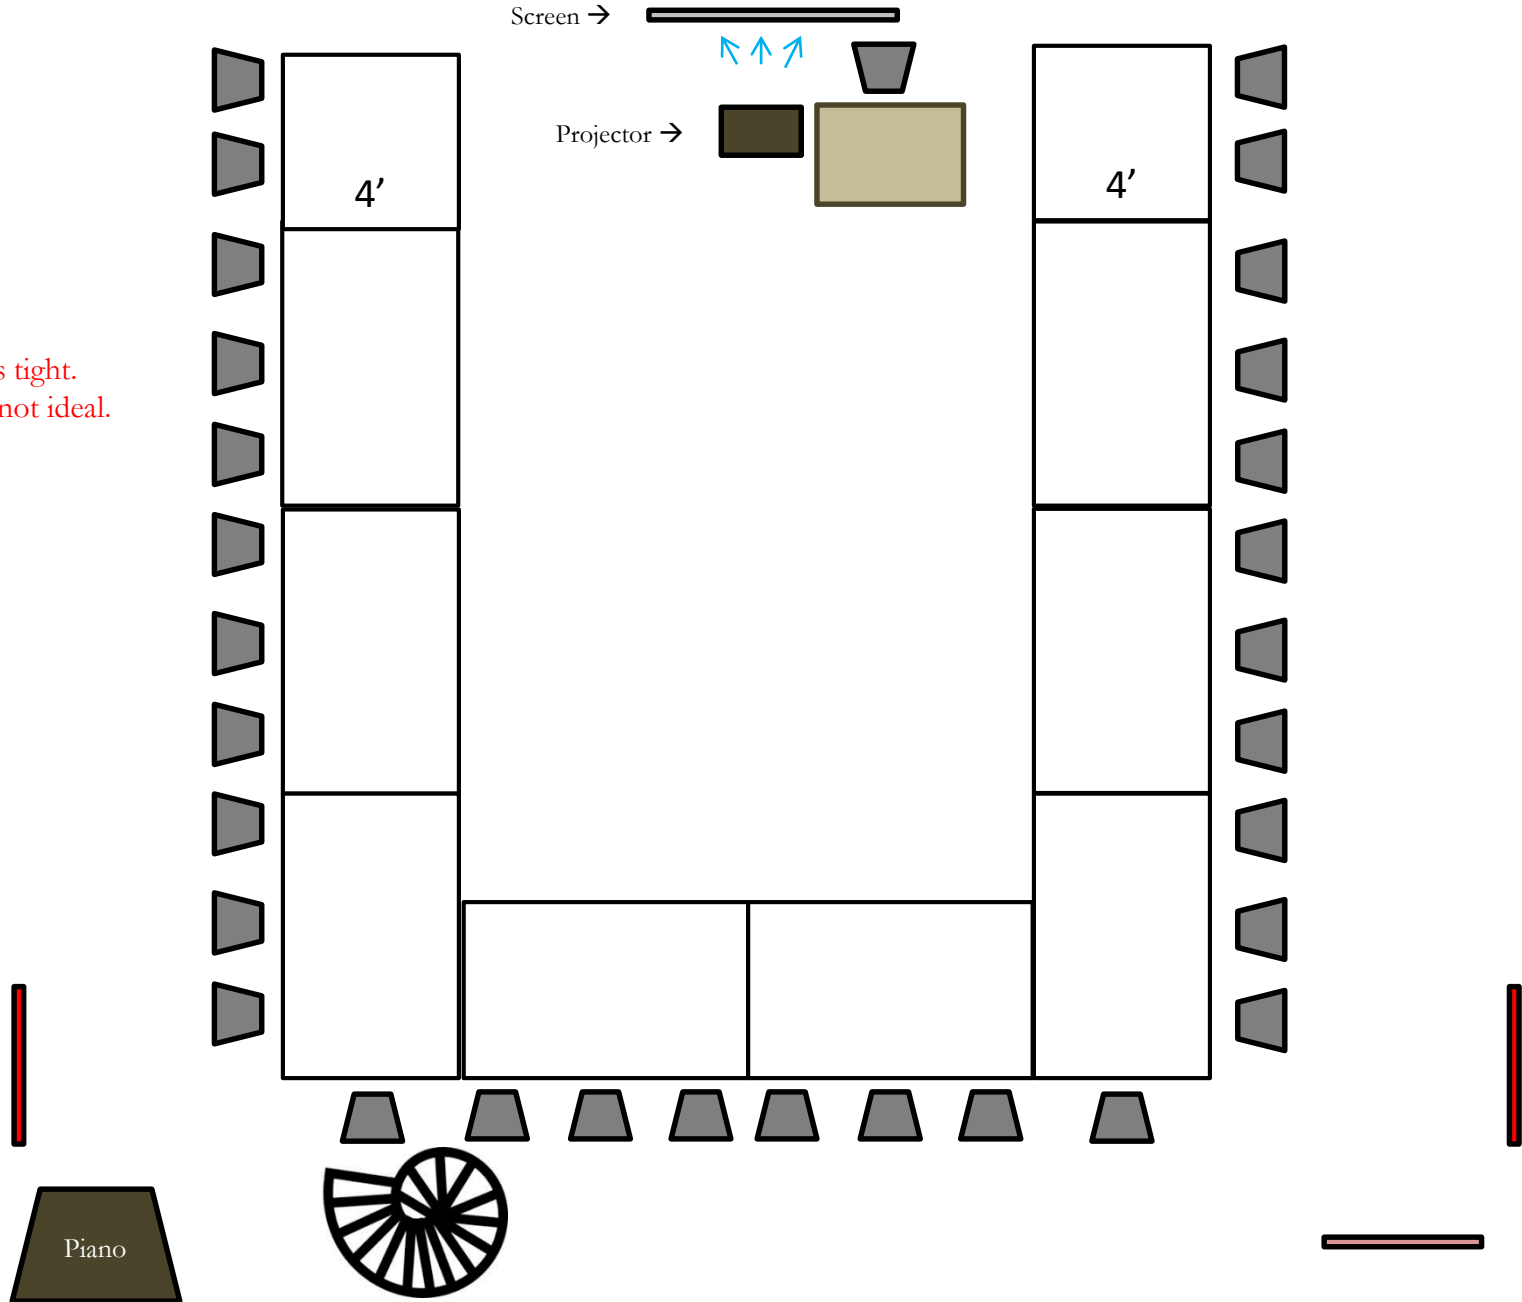 Screen →
Projector →
4’
4’
tight.
not ideal.
Piano